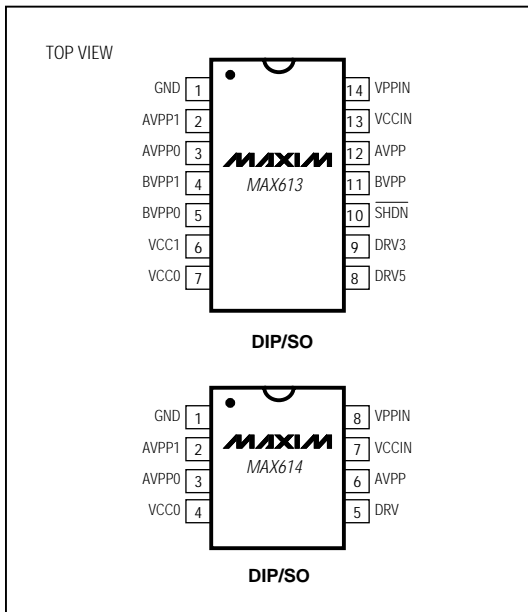 TOP VIEW
GND 1 14 VPPIN
AVPP1 2 13 VCCIN
AVPP0 3 12 AVPP
MAXIM
BVPP1 4 MAX613 11 BVPP
BVPP0 5 10 SHDN
VCC1 6 9 DRV3
VCC0 7 8 DRV5
DIP/SO
GND 1 8 VPPIN
AVPP1 2 MAXIM 7 VCCIN
AVPP0 3 MAX614 6 AVPP
VCC0 4 5 DRV
DIP/SO